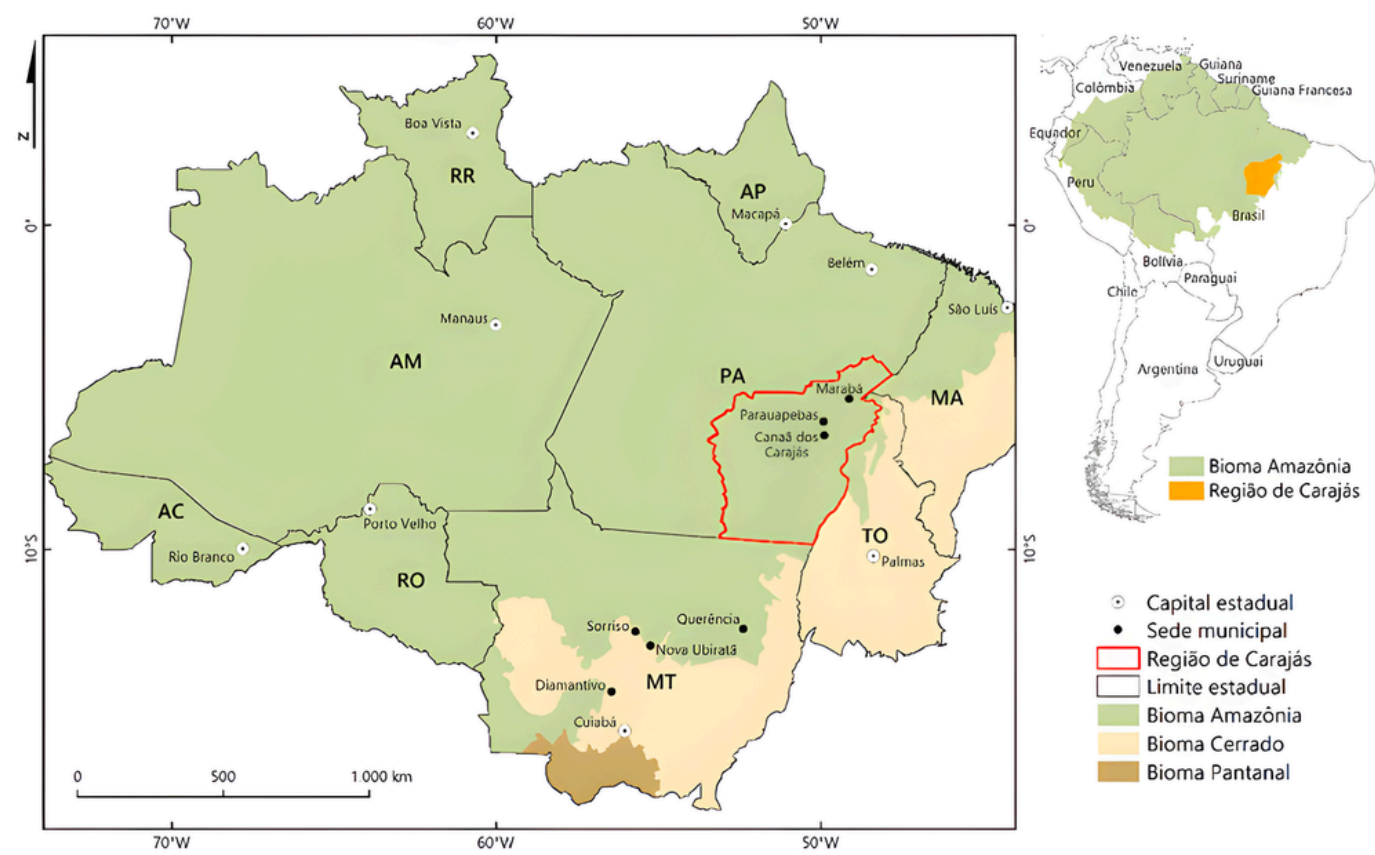 70°W
60°W
50°W
N
0°
10°S
Boa Vista
RR
AP
Macapá
Belém
São Luís
Manaus
AM
PA
MA
Marabá
Parauapebas
Canaã dos
Carajás
AC
Porto Velho
Rio Branco
RO
TO
Palmas
Sorriso
Querência
Nova Ubiratã
Diamantivo
MT
Cuiabá
0
500
1.000 km
0°
10°S
70°W
60°W
50°W
Venezuela
Guiana
Suriname
Guiana Francesa
Colômbia
Equador
Peru
Brasil
Bolívia
Paraguai
Chile
Uruguai
Argentina
Bioma Amazônia
Região de Carajás
Capital estadual
Sede municipal
Região de Carajás
Limite estadual
Bioma Amazônia
Bioma Cerrado
Bioma Pantanal